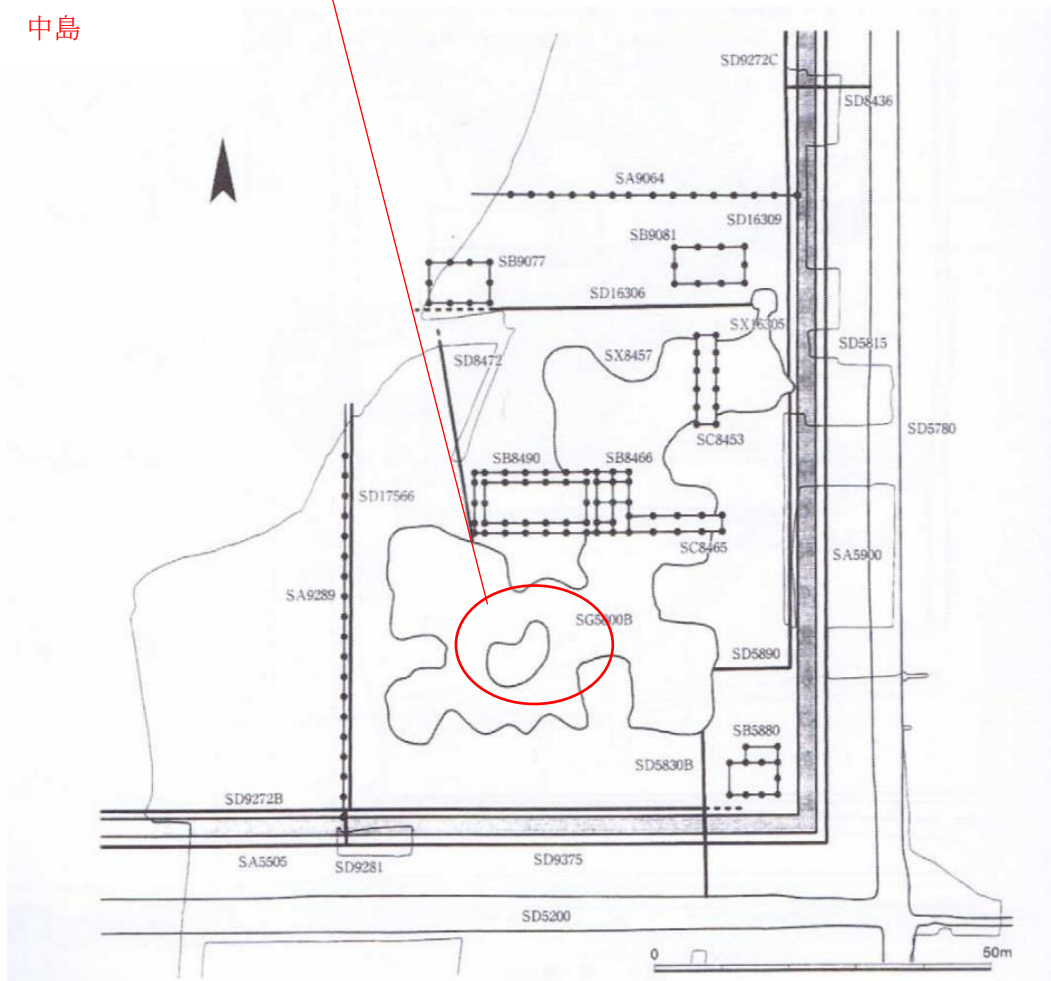 中島
SD9272C
SD8436
SA9064
SD16309
SB9081
SB9077
SD16306
SX16305
SX8457
SD5815
SD8472
SD5780
SC8453
SB8490
SB8466
SD17566
SC8465
SA5900
SA9289
SG5800B
SD5890
SB5880
SD5830B
SD9272B
SA5505
SD9281
SD9375
SD5200
0
50m